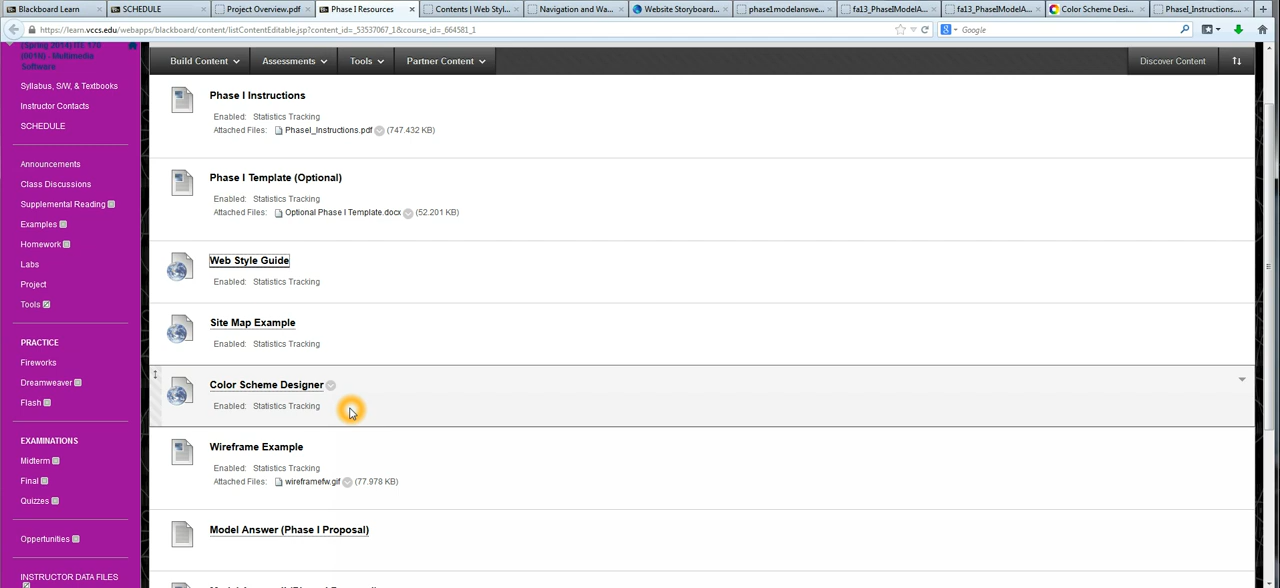 Blackboard Learn
SCHEDULE
Project Overview.pdf
Phase I Resources
Contents | Web Styl...
Navigation and Wa...
Website Storyboard...
phase1modelanswe...
fa13_PhaseIModelA...
fa13_PhaseIModelA...
Color Scheme Desi...
PhaseI_Instructions....
https://learn.vccs.edu/webapps/blackboard/content/listContentEditable.jsp?content_id=_53537067_1&course_id=_664581_1
Google
(Spring 2014) ITE 170
Multimedia
Software
Build Content
Assessments
Tools
Partner Content
Discover Content
Syllabus, S/W, & Textbooks
Instructor Contacts
SCHEDULE
Announcements
Class Discussions
Supplemental Reading
Examples
Homework
Labs
Project
Tools
PRACTICE
Fireworks
Dreamweaver
Flash
EXAMINATIONS
Midterm
Final
Quizzes
Opportunities
INSTRUCTOR DATA FILES
Phase I Instructions
Enabled: Statistics Tracking
Attached Files: PhaseI_Instructions.pdf (747.432 KB)
Phase I Template (Optional)
Enabled: Statistics Tracking
Attached Files: Optional Phase I Template.docx (52.201 KB)
Web Style Guide
Enabled: Statistics Tracking
Site Map Example
Enabled: Statistics Tracking
Color Scheme Designer
Enabled: Statistics Tracking
Wireframe Example
Enabled: Statistics Tracking
Attached Files: wireframefw.gif (77.978 KB)
Model Answer (Phase I Proposal)